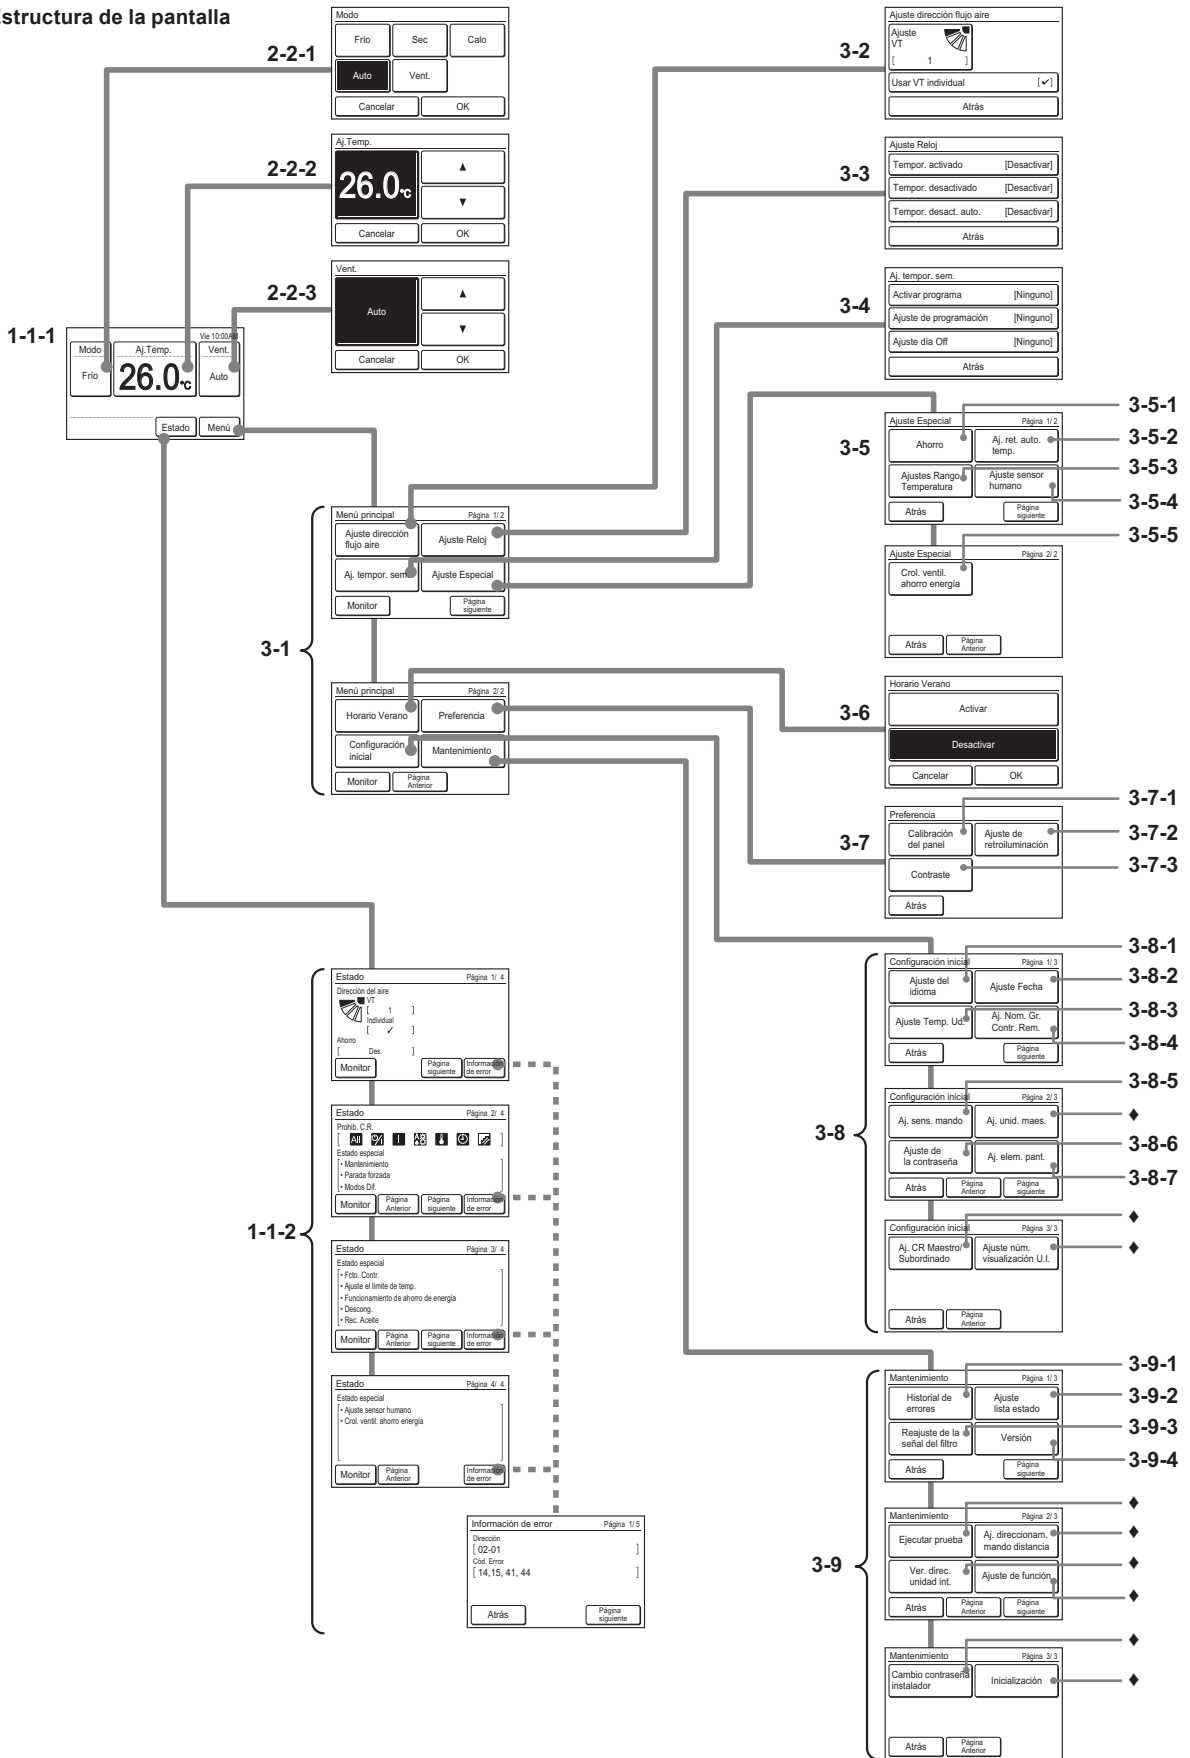 Estructura de la pantalla
1-1-1
Vie 10:00AM
Modo
Aj.Temp.
Vent.
Frío
26.0°C
Auto
Estado
Menú
2-2-1
Modo
Frío
Sec
Calo
Auto
Vent.
Cancelar
OK
2-2-2
Aj.Temp.
26.0°C
▲
▼
Cancelar
OK
2-2-3
Vent.
Auto
▲
▼
Cancelar
OK
3-1
Menú principal
Página 1/ 2
Ajuste dirección
flujo aire
Ajuste Reloj
Aj. tempor. sem.
Ajuste Especial
Monitor
Página
siguiente
Menú principal
Página 2/ 2
Horario Verano
Preferencia
Configuración
inicial
Mantenimiento
Monitor
Página
Anterior
1-1-2
Estado
Página 1/ 4
Dirección del aire
VT
[ 1 ]
Individual
[ ✓ ]
Ahorro
[ Des. ]
Monitor
Página
siguiente
Información
de error
Estado
Página 2/ 4
Prohib. C.R.
[ All ]
Estado especial
• Mantenimiento
• Parada forzada
• Modos Dif.
Monitor
Página
Anterior
Página
siguiente
Información
de error
Estado
Página 3/ 4
Estado especial
• Fcto. Contr.
• Ajuste el límite de temp.
• Funcionamiento de ahorro de energía
• Descong.
• Rec. Aceite
Monitor
Página
Anterior
Página
siguiente
Información
de error
Estado
Página 4/ 4
Estado especial
• Ajuste sensor humano
• Crol. ventil. ahorro energía
Monitor
Página
Anterior
Información
de error
Información de error
Página 1/ 5
Dirección
[ 02-01 ]
Cód. Error
[ 14,15, 41, 44 ]
Atrás
Página
siguiente
3-2
Ajuste dirección flujo aire
Ajuste
VT
[ 1 ]
Usar VT individual [✔]
Atrás
3-3
Ajuste Reloj
Tempor. activado [Desactivar]
Tempor. desactivado [Desactivar]
Tempor. desact. auto. [Desactivar]
Atrás
3-4
Aj. tempor. sem.
Activar programa [Ninguno]
Ajuste de programación [Ninguno]
Ajuste día Off [Ninguno]
Atrás
3-5
Ajuste Especial
Página 1/ 2
Ahorro
Aj. ret. auto.
temp.
Ajustes Rango
Temperatura
Ajuste sensor
humano
Atrás
Página
siguiente
3-5-1
3-5-2
3-5-3
3-5-4
3-5-5
Ajuste Especial
Página 2/ 2
Crol. ventil.
ahorro energía
Atrás
Página
Anterior
3-6
Horario Verano
Activar
Desactivar
Cancelar
OK
3-7
Preferencia
Calibración
del panel
Ajuste de
retroiluminación
Contraste
Atrás
3-7-1
3-7-2
3-7-3
3-8
Configuración inicial
Página 1/ 3
Ajuste del
idioma
Ajuste Fecha
Ajuste Temp. Ud.
Aj. Nom. Gr.
Contr. Rem.
Atrás
Página
siguiente
3-8-1
3-8-2
3-8-3
3-8-4
Configuración inicial
Página 2/ 3
Aj. sens. mando
Aj. unid. maes.
Ajuste de
la contraseña
Aj. elem. pant.
Atrás
Página
Anterior
Página
siguiente
3-8-5
♦
3-8-6
3-8-7
Configuración inicial
Página 3/ 3
Aj. CR Maestro/
Subordinado
Ajuste núm.
visualización U.I.
Atrás
Página
Anterior
♦
♦
3-9
Mantenimiento
Página 1/ 3
Historial de
errores
Ajuste
lista estado
Reajuste de la
señal del filtro
Versión
Atrás
Página
siguiente
3-9-1
3-9-2
3-9-3
3-9-4
Mantenimiento
Página 2/ 3
Ejecutar prueba
Aj. direccionam.
mando distancia
Ver. direc.
unidad int.
Ajuste de función
Atrás
Página
Anterior
Página
siguiente
♦
♦
♦
♦
Mantenimiento
Página 3/ 3
Cambio contraseña
instalador
Inicialización
Atrás
Página
Anterior
♦
♦